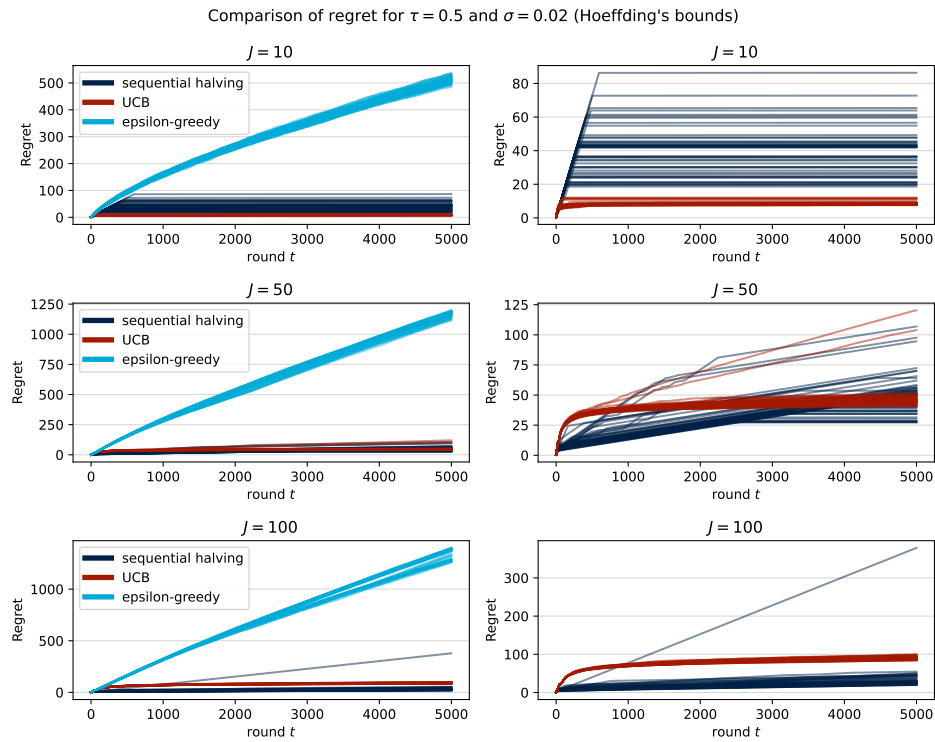 Comparison of regret for τ = 0.5 and σ = 0.02 (Hoeffding's bounds)
J = 10
Regret
500
400
300
200
100
0
sequential halving
UCB
epsilon-greedy
0 1000 2000 3000 4000 5000
round t
J = 10
Regret
80
60
40
20
0
0 1000 2000 3000 4000 5000
round t
J = 50
Regret
1250
1000
750
500
250
0
sequential halving
UCB
epsilon-greedy
0 1000 2000 3000 4000 5000
round t
J = 50
Regret
125
100
75
50
25
0
0 1000 2000 3000 4000 5000
round t
J = 100
Regret
1000
500
0
sequential halving
UCB
epsilon-greedy
0 1000 2000 3000 4000 5000
round t
J = 100
Regret
300
200
100
0
0 1000 2000 3000 4000 5000
round t